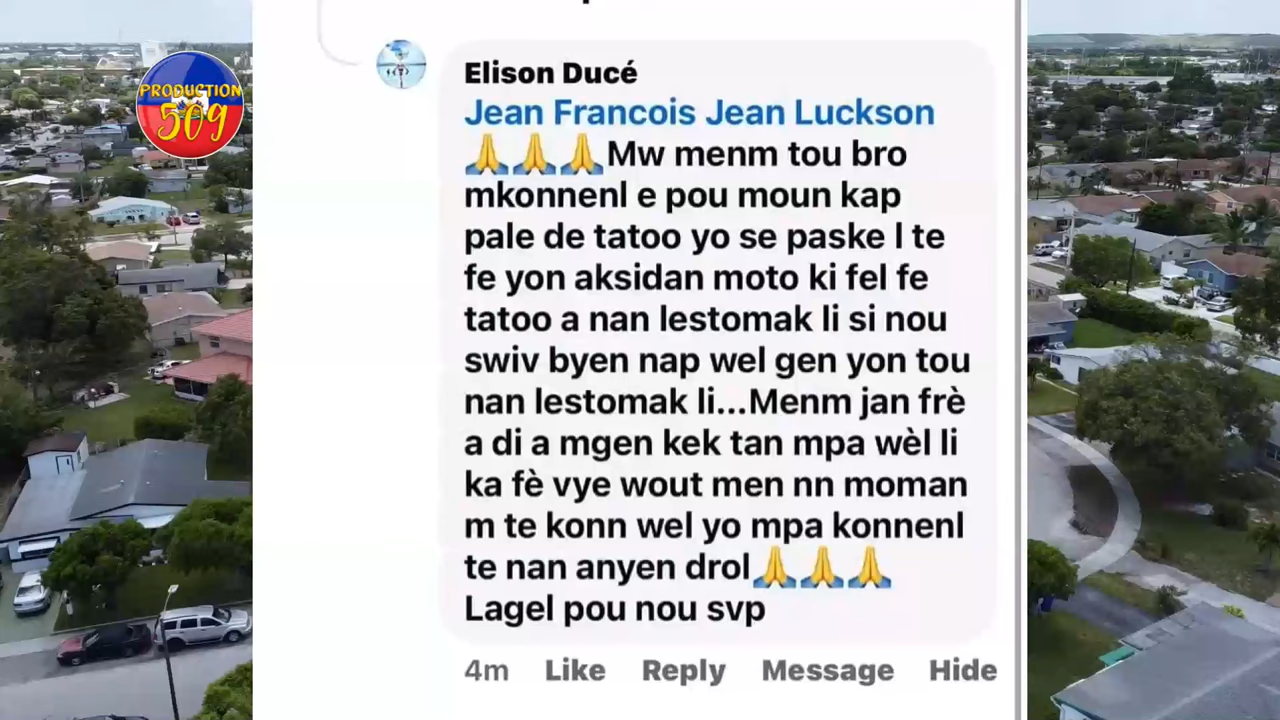 PRODUCTION
509
Elison Ducé
Jean Francois Jean Luckson
🙏🙏🙏Mw menm tou bro
mkonnenl e pou moun kap
pale de tatoo yo se paske l te
fe yon aksidan moto ki fel fe
tatoo a nan lestomak li si nou
swiv byen nap wel gen yon tou
nan lestomak li...Menm jan frè
a di a mgen kek tan mpa wèl li
ka fè vye wout men nn moman
m te konn wel yo mpa konnenl
te nan anyen drol🙏🙏🙏
Lagel pou nou svp
4m Like Reply Message Hide